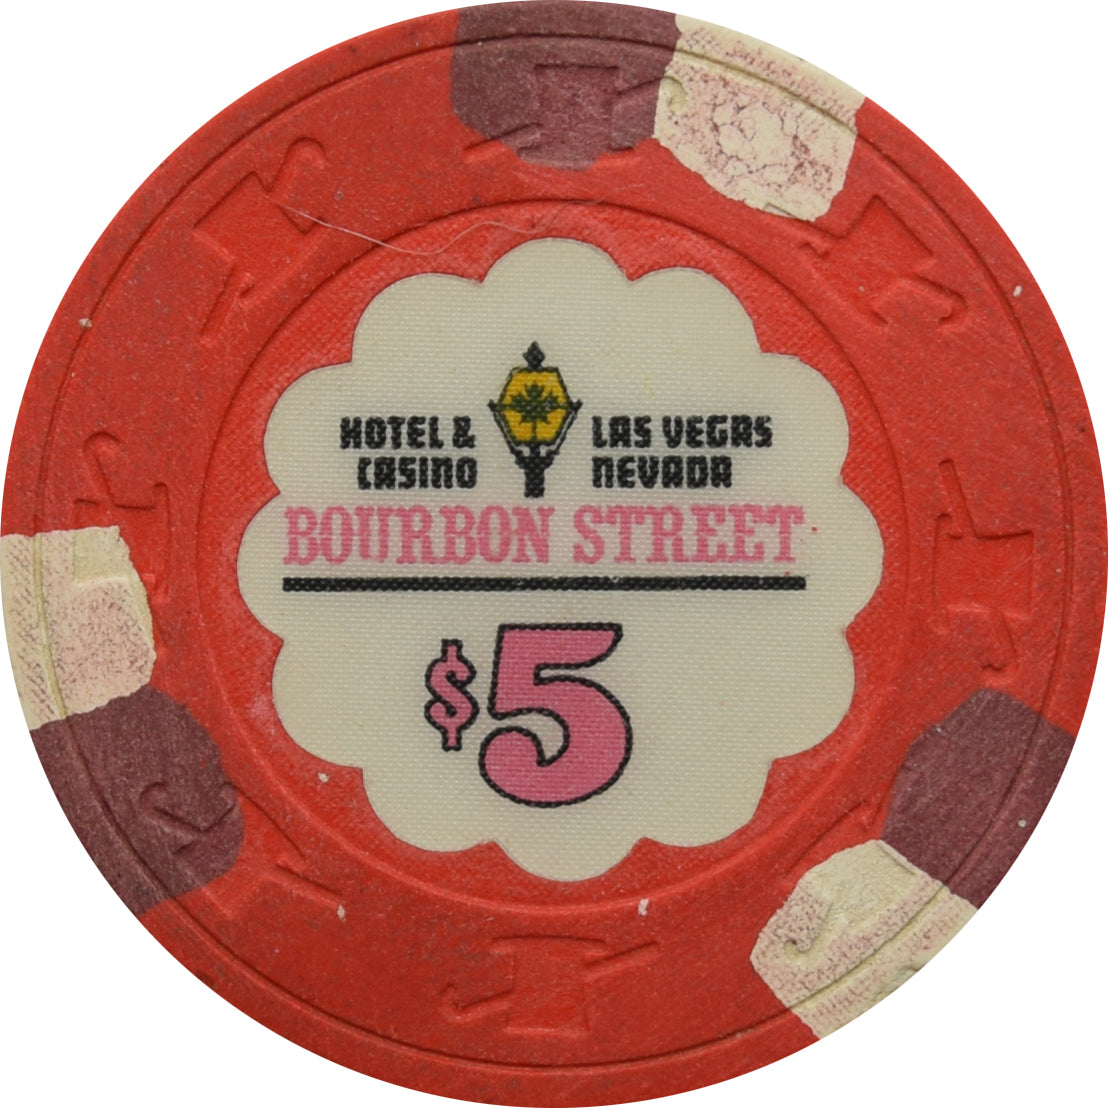 HOTEL & LAS VEGAS
CASINO NEVADA
BOURBON STREET
$5